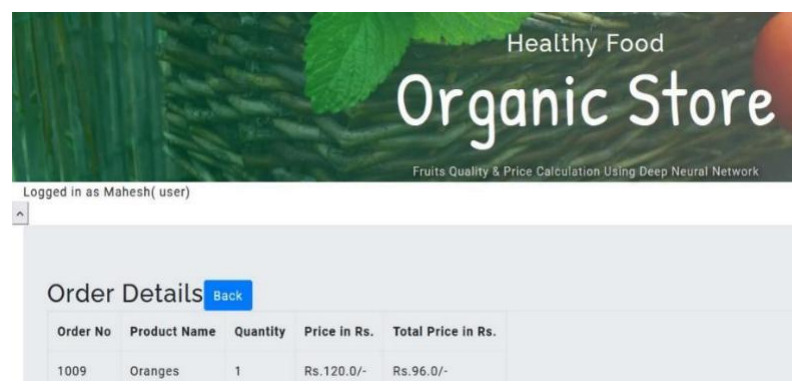 Healthy Food
Organic Store
Fruits Quality & Price Calculation Using Deep Neural Network
Logged in as Mahesh( user)
Order Details Back
Order No Product Name Quantity Price in Rs. Total Price in Rs.
1009 Oranges 1 Rs.120.0/- Rs.96.0/-